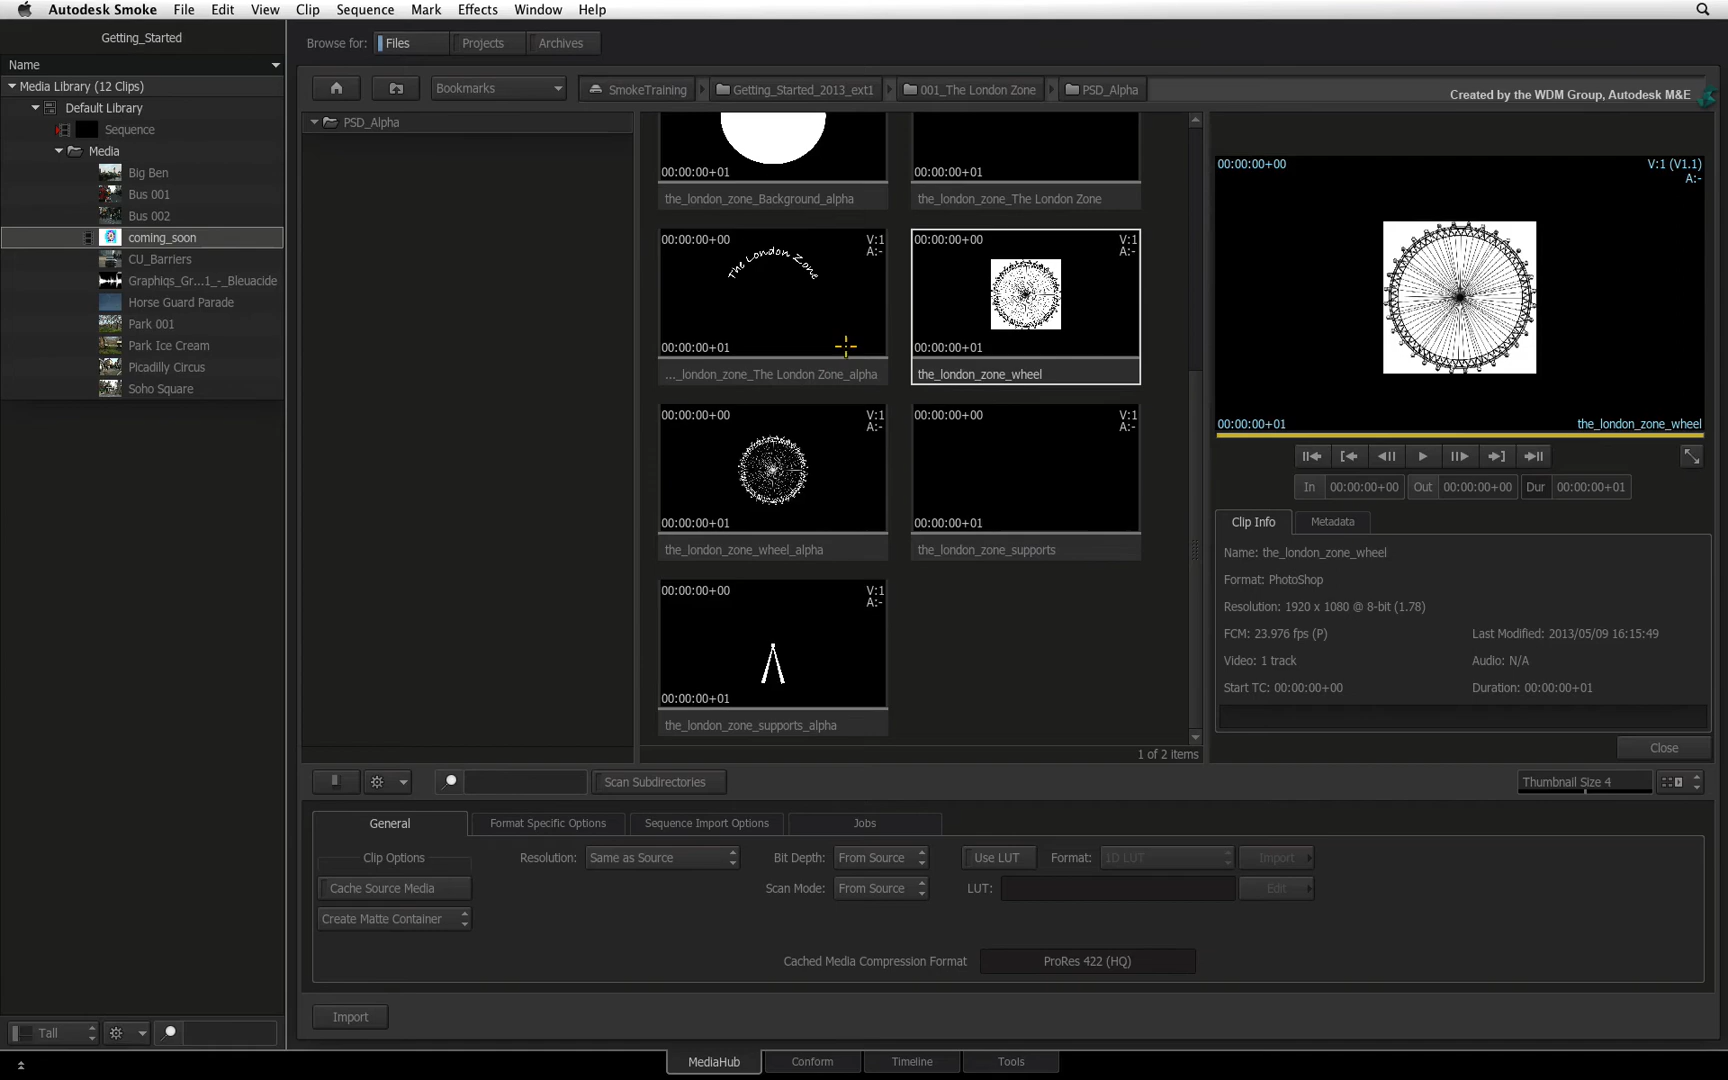 Autodesk Smoke File Edit View Clip Sequence Mark Effects Window Help
Getting_Started
Name
Media Library (12 Clips)
Default Library
Sequence
Media
Big Ben
Bus 001
Bus 002
coming_soon
CU_Barriers
Graphiqs_Gr...1_-_Bleuacide
Horse Guard Parade
Park 001
Park Ice Cream
Picadilly Circus
Soho Square
Tall
Browse for: Files Projects Archives
Bookmarks SmokeTraining Getting_Started_2013_ext1 001_The London Zone PSD_Alpha
Created by the WDM Group, Autodesk M&E
PSD_Alpha
00:00:00+01 00:00:00+01
the_london_zone_Background_alpha the_london_zone_The London Zone
00:00:00+00 V:1 00:00:00+00 V:1
A:- A:-
The London Zone
00:00:00+01 00:00:00+01
..._london_zone_The London Zone_alpha the_london_zone_wheel
00:00:00+00 V:1 00:00:00+00 V:1
A:- A:-
00:00:00+01 00:00:00+01
the_london_zone_wheel_alpha the_london_zone_supports
00:00:00+00 V:1
A:-
00:00:00+01
the_london_zone_supports_alpha
1 of 2 items
00:00:00+00 V:1 (V1.1)
A:-
00:00:00+01 the_london_zone_wheel
In 00:00:00+00 Out 00:00:00+00 Dur 00:00:00+01
Clip Info Metadata
Name: the_london_zone_wheel
Format: PhotoShop
Resolution: 1920 x 1080 @ 8-bit (1.78)
FCM: 23.976 fps (P) Last Modified: 2013/05/09 16:15:49
Video: 1 track Audio: N/A
Start TC: 00:00:00+00 Duration: 00:00:00+01
Close
Scan Subdirectories Thumbnail Size 4
General Format Specific Options Sequence Import Options Jobs
Clip Options Resolution: Same as Source Bit Depth: From Source Use LUT Format: 1D LUT Import
Cache Source Media Scan Mode: From Source LUT: Edit
Create Matte Container
Cached Media Compression Format ProRes 422 (HQ)
Import
MediaHub Conform Timeline Tools